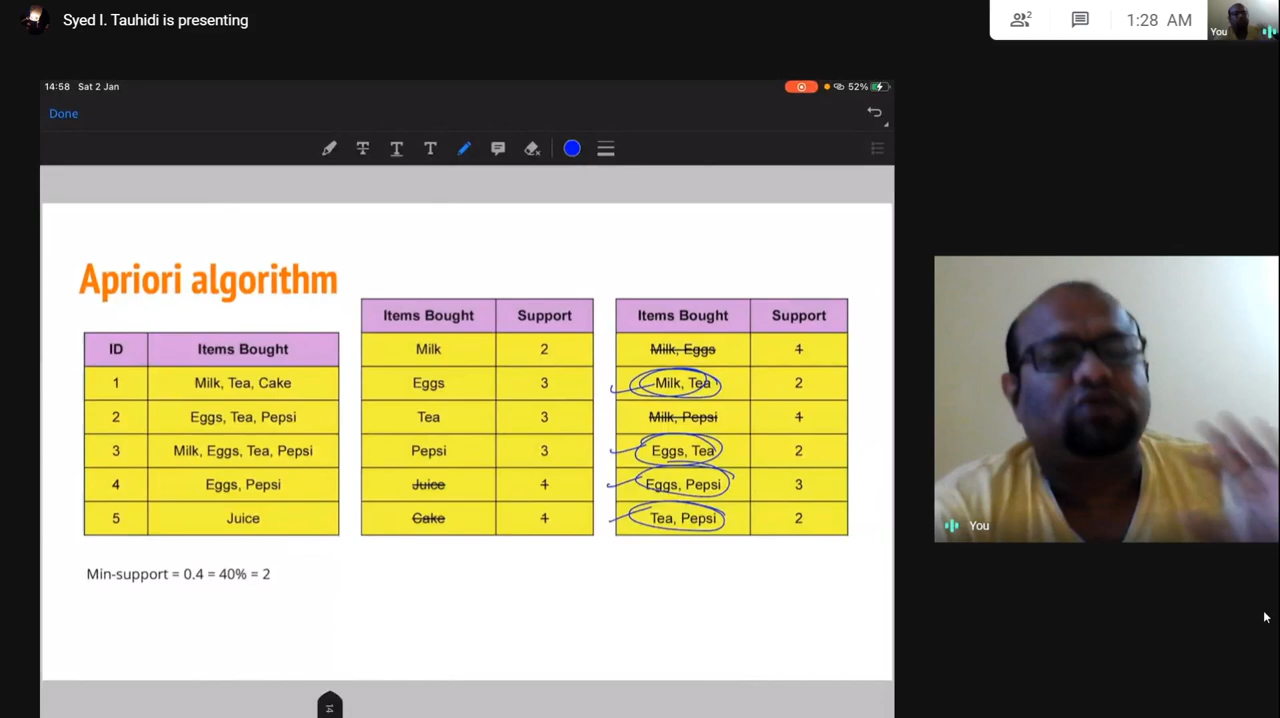 Syed I. Tauhidi is presenting
2
1:28 AM
You
14:58 Sat 2 Jan
52%
Done
Apriori algorithm
ID Items Bought
1 Milk, Tea, Cake
2 Eggs, Tea, Pepsi
3 Milk, Eggs, Tea, Pepsi
4 Eggs, Pepsi
5 Juice
Items Bought Support
Milk 2
Eggs 3
Tea 3
Pepsi 3
Juice 1
Cake 1
Items Bought Support
Milk, Eggs 1
Milk, Tea 2
Milk, Pepsi 1
Eggs, Tea 2
Eggs, Pepsi 3
Tea, Pepsi 2
Min-support = 0.4 = 40% = 2
You
14